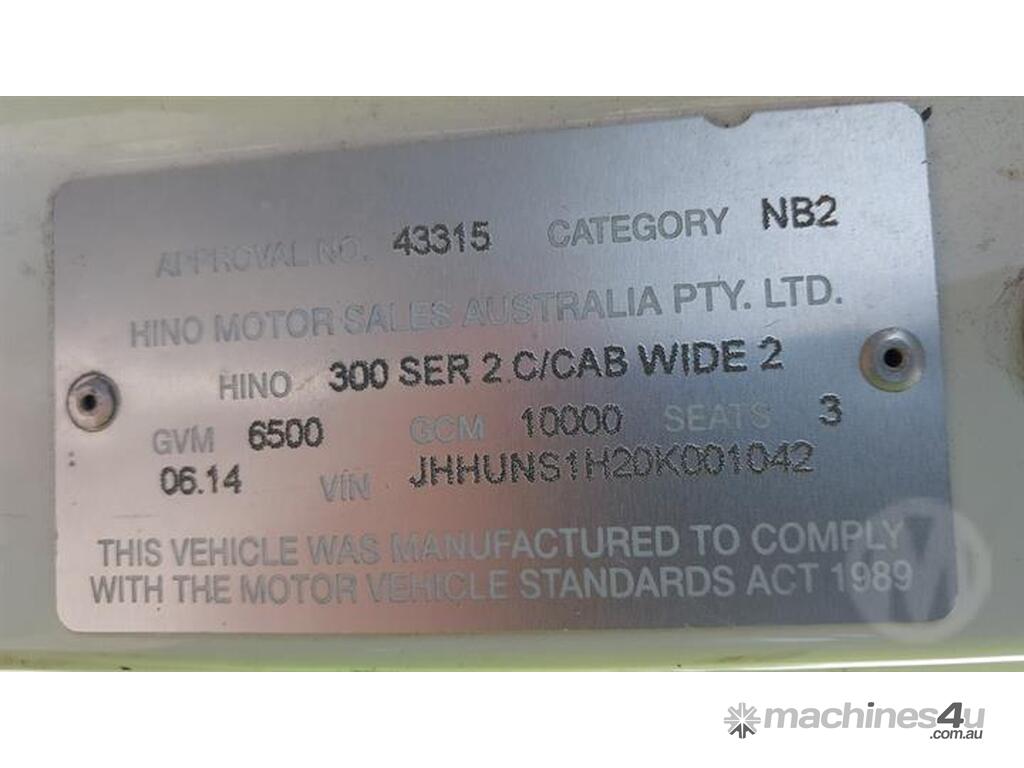 APPROVAL NO. 43315 CATEGORY NB2
HINO MOTOR SALES AUSTRALIA PTY. LTD.
HINO 300 SER 2 C/CAB WIDE 2
GVM 6500 GCM 10000 SEATS 3
06.14 VIN JHHUNS1H20K001042
THIS VEHICLE WAS MANUFACTURED TO COMPLY
WITH THE MOTOR VEHICLE STANDARDS ACT 1989
M
machines4u
.com.au